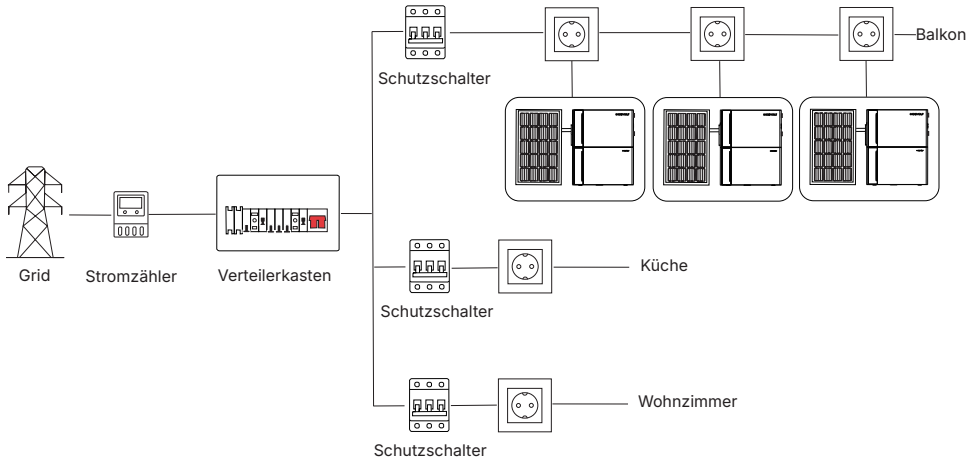 Balkon
Schutzschalter
Grid
Stromzähler
Verteilerkasten
Küche
Schutzschalter
Wohnzimmer
Schutzschalter